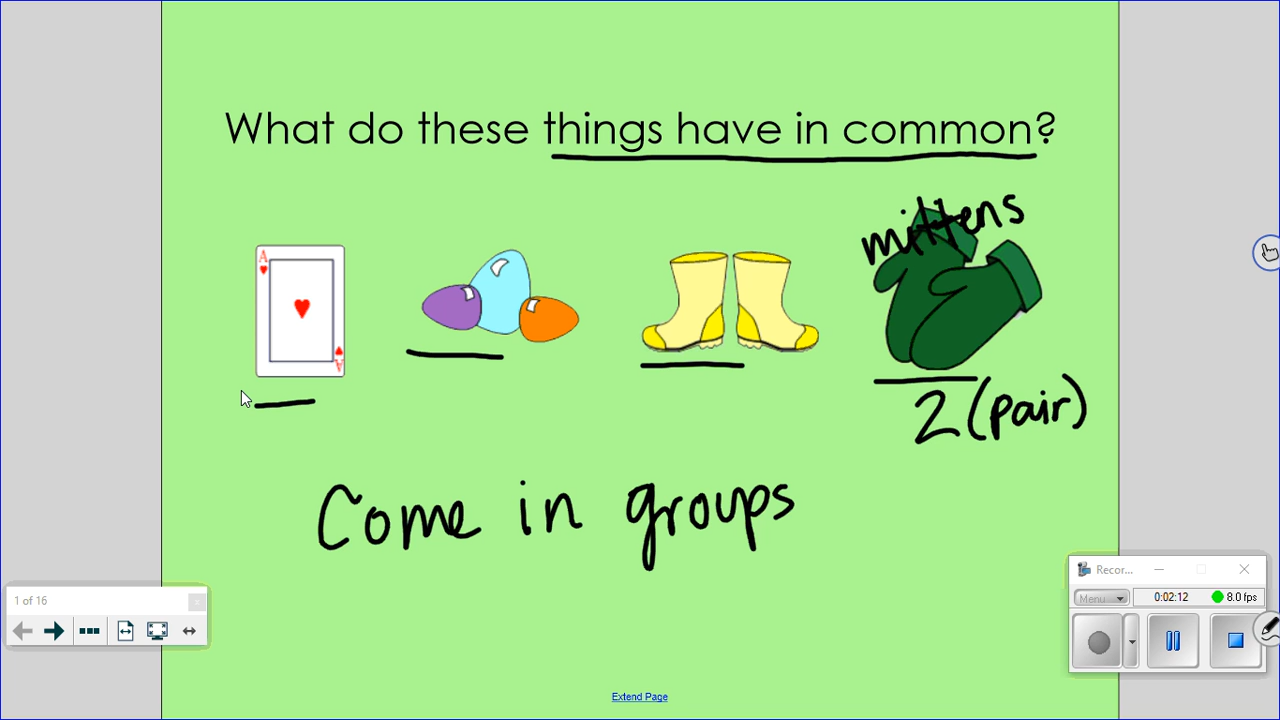 What do these things have in common?
mittens
A
A
2 (pair)
Come in groups
1 of 16
x
Recor...
Menu
0:02:12
8.0 fps
Extend Page